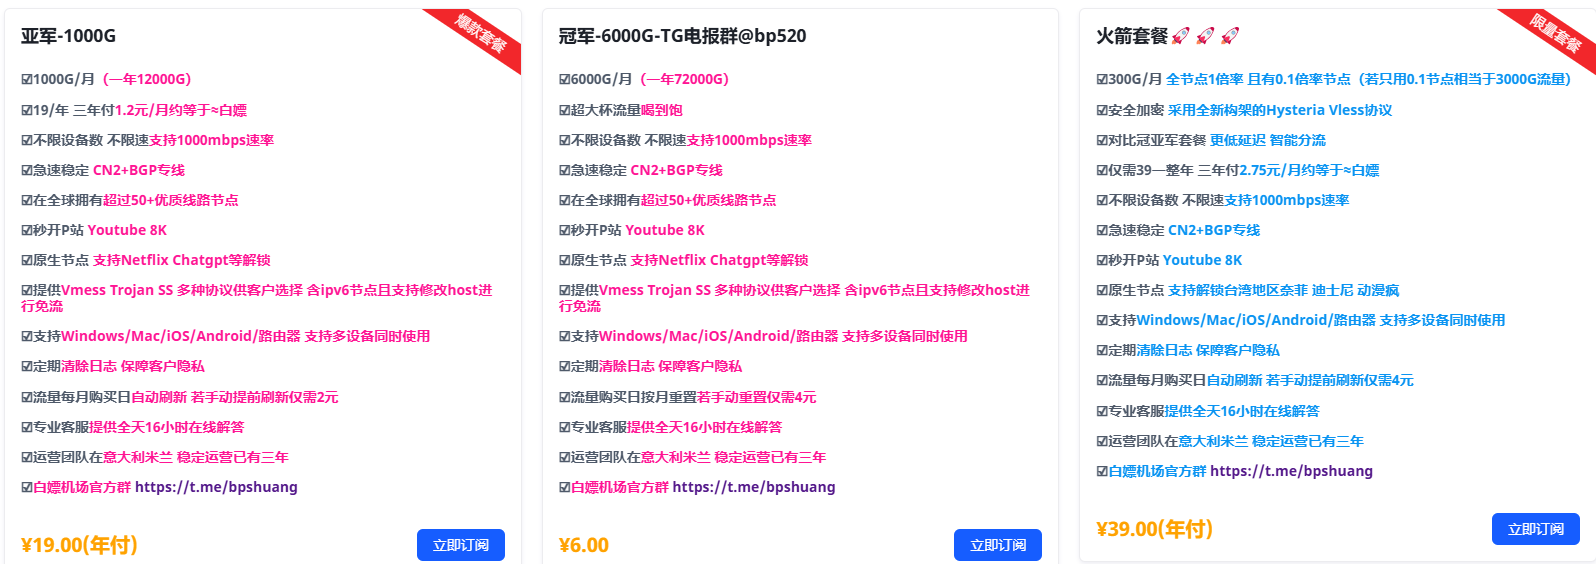 亚军-1000G
爆款套餐
☑1000G/月（一年12000G）
☑19/年 三年付1.2元/月约等于≈白嫖
☑不限设备数 不限速支持1000mbps速率
☑急速稳定 CN2+BGP专线
☑在全球拥有超过50+优质线路节点
☑秒开P站 Youtube 8K
☑原生节点 支持Netflix Chatgpt等解锁
☑提供Vmess Trojan SS 多种协议供客户选择 含ipv6节点且支持修改host进
行免流
☑支持Windows/Mac/iOS/Android/路由器 支持多设备同时使用
☑定期清除日志 保障客户隐私
☑流量每月购买日自动刷新 若手动提前刷新仅需2元
☑专业客服提供全天16小时在线解答
☑运营团队在意大利米兰 稳定运营已有三年
☑白嫖机场官方群 https://t.me/bpshuang
¥19.00(年付)
立即订阅
冠军-6000G-TG电报群@bp520
☑6000G/月（一年72000G）
☑超大杯流量喝到饱
☑不限设备数 不限速支持1000mbps速率
☑急速稳定 CN2+BGP专线
☑在全球拥有超过50+优质线路节点
☑秒开P站 Youtube 8K
☑原生节点 支持Netflix Chatgpt等解锁
☑提供Vmess Trojan SS 多种协议供客户选择 含ipv6节点且支持修改host进
行免流
☑支持Windows/Mac/iOS/Android/路由器 支持多设备同时使用
☑定期清除日志 保障客户隐私
☑流量购买日按月重置若手动重置仅需4元
☑专业客服提供全天16小时在线解答
☑运营团队在意大利米兰 稳定运营已有三年
☑白嫖机场官方群 https://t.me/bpshuang
¥6.00
立即订阅
火箭套餐🚀🚀🚀
限量套餐
☑300G/月 全节点1倍率 且有0.1倍率节点（若只用0.1节点相当于3000G流量）
☑安全加密 采用全新构架的Hysteria Vless协议
☑对比冠亚军套餐 更低延迟 智能分流
☑仅需39一整年 三年付2.75元/月约等于≈白嫖
☑不限设备数 不限速支持1000mbps速率
☑急速稳定 CN2+BGP专线
☑秒开P站 Youtube 8K
☑原生节点 支持解锁台湾地区奈菲 迪士尼 动漫疯
☑支持Windows/Mac/iOS/Android/路由器 支持多设备同时使用
☑定期清除日志 保障客户隐私
☑流量每月购买日自动刷新 若手动提前刷新仅需4元
☑专业客服提供全天16小时在线解答
☑运营团队在意大利米兰 稳定运营已有三年
☑白嫖机场官方群 https://t.me/bpshuang
¥39.00(年付)
立即订阅